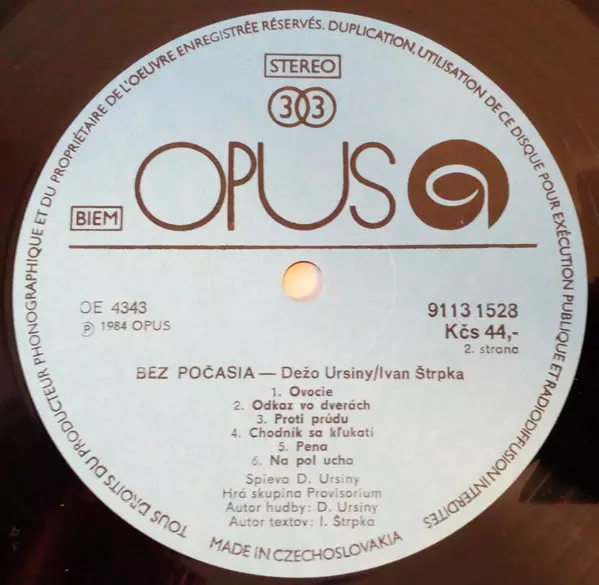 TOUS DROITS DU PRODUCTEUR PHONOGRAPHIQUE ET DU PROPRIÉTAIRE DE L'OEUVRE ENREGISTRÉE RÉSERVÉS. DUPLICATION, UTILISATION DE CE DISQUE POUR EXÉCUTION PUBLIQUE ET RADIODIFFUSION INTERDITES
STEREO
33
OPUS
BIEM
OE 4343
9113 1528
Ⓟ 1984 OPUS
Kčs 44,-
2. strana
BEZ POČASIA — Dežo Ursiny/Ivan Štrpka
1. Ovocie
2. Odkaz vo dverách
3. Proti prúdu
4. Chodník sa kľukatí
5. Pena
6. Na pol ucha
Spieva D. Ursiny
Hrá skupina Provisorium
Autor hudby: D. Ursiny
Autor textov: I. Štrpka
MADE IN CZECHOSLOVAKIA